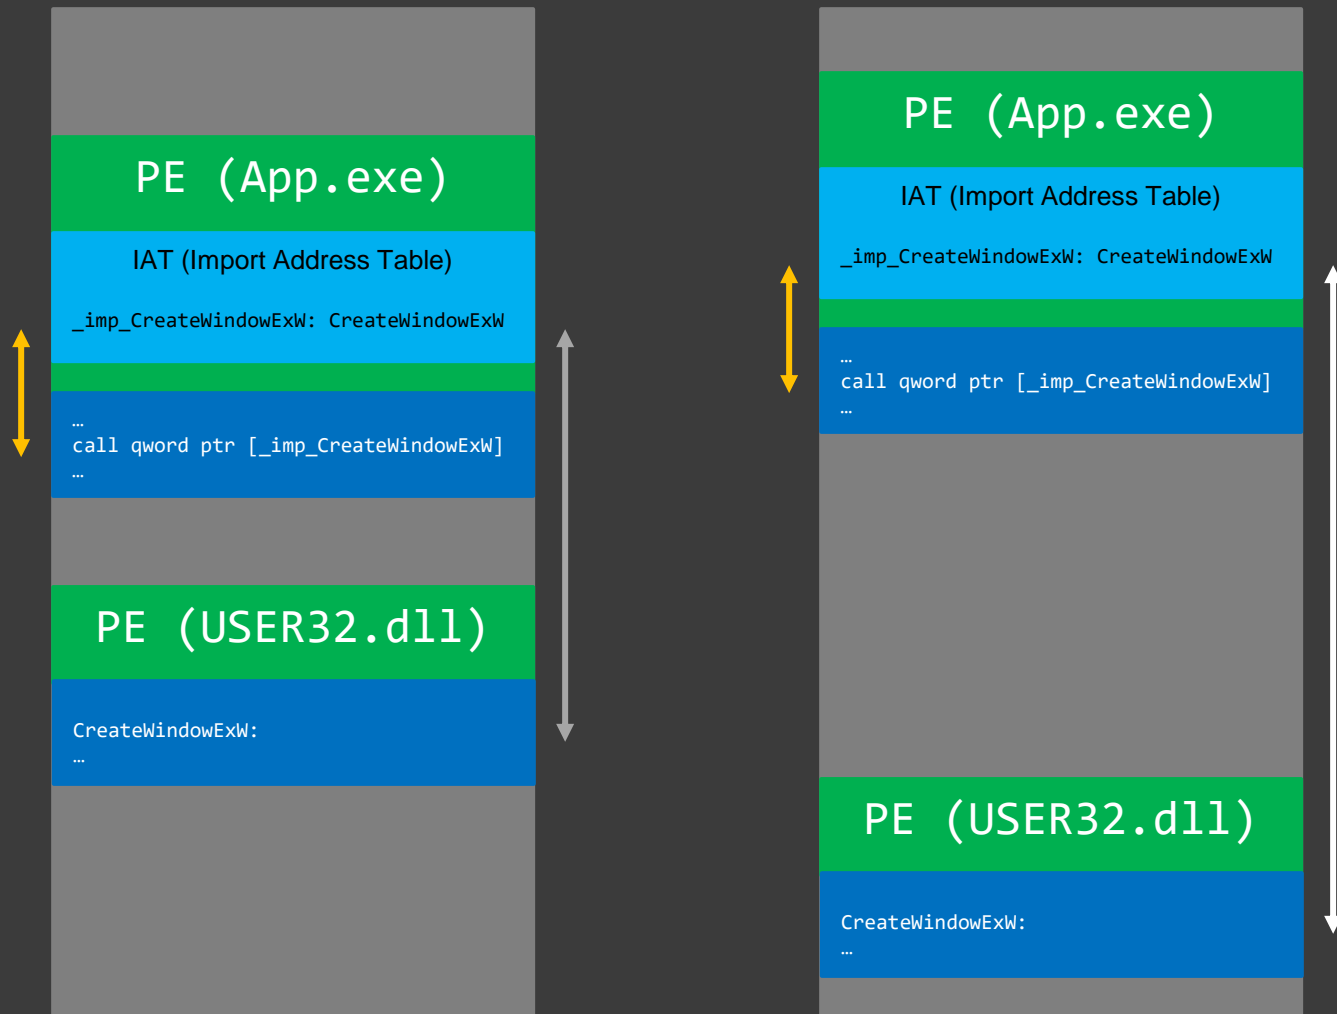 PE (App.exe)
IAT (Import Address Table)
_imp_CreateWindowExW: CreateWindowExW
…
call qword ptr [_imp_CreateWindowExW]
…
PE (USER32.dll)
CreateWindowExW:
…
PE (App.exe)
IAT (Import Address Table)
_imp_CreateWindowExW: CreateWindowExW
…
call qword ptr [_imp_CreateWindowExW]
…
PE (USER32.dll)
CreateWindowExW:
…